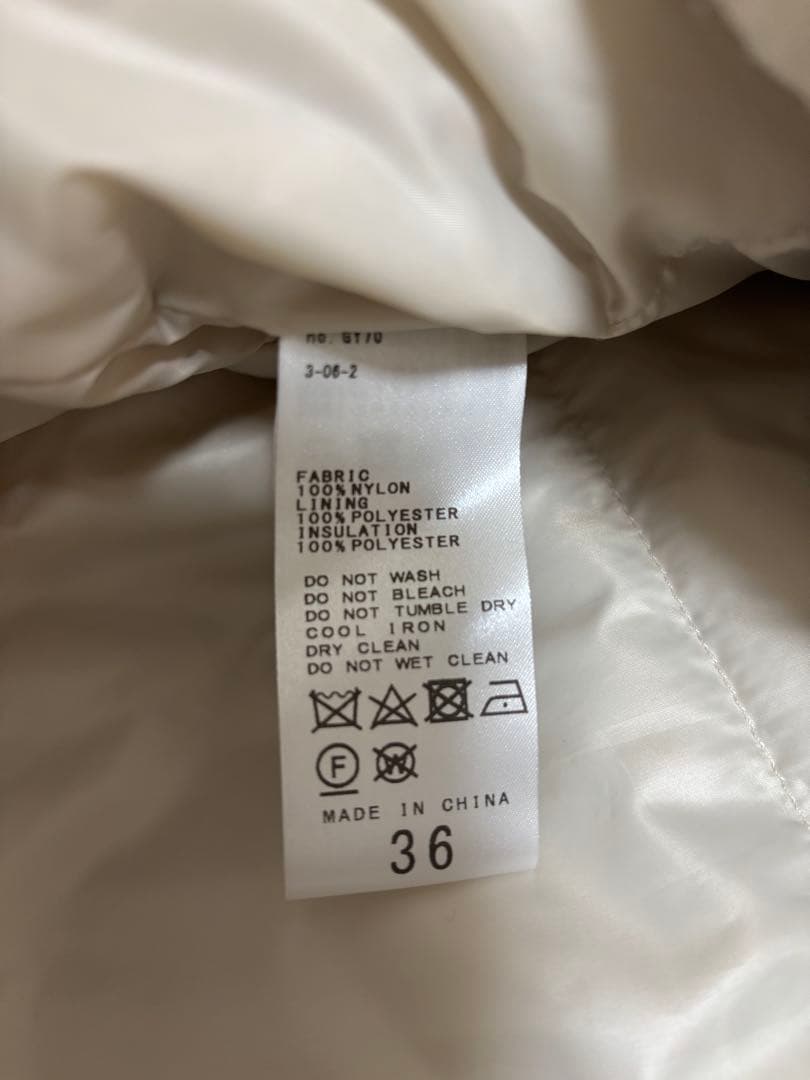 no.
3-06-2
FABRIC
100% NYLON
LINING
100% POLYESTER
INSULATION
100% POLYESTER
DO NOT WASH
DO NOT BLEACH
DO NOT TUMBLE DRY
COOL IRON
DRY CLEAN
DO NOT WET CLEAN
F
W
MADE IN CHINA
36